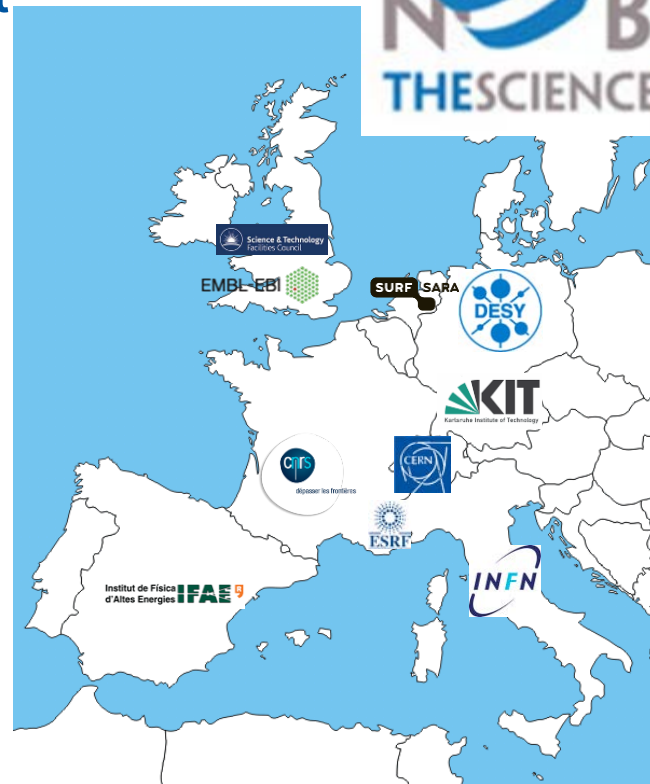 THESCIENCE
Science & Technology
Facilities Council
EMBL-EBI
SURF SARA
DESY
KIT
Karlsruhe Institute of Technology
CERN
cnrs
dépasser les frontières
ESRF
INFN
Institut de Física
d'Altes Energies IFAE